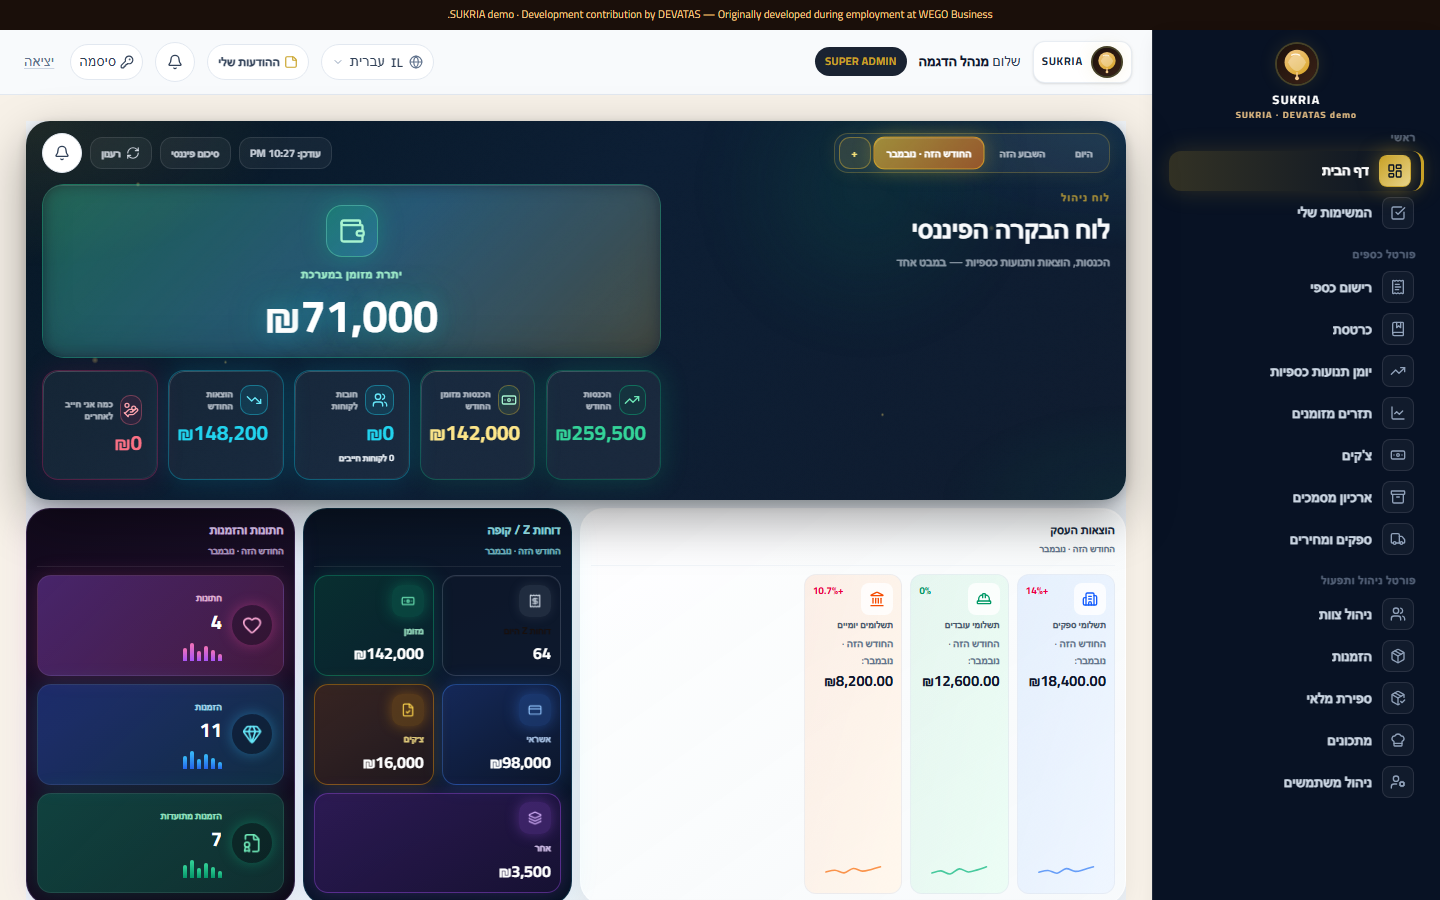 SUKRIA demo · Development contribution by DEVATAS — Originally developed during employment at WEGO Business.
SUKRIA
שלום מנהל הדגמה
SUPER ADMIN
עברית IL
ההודעות שלי
סיסמה
יציאה
SUKRIA
SUKRIA · DEVATAS demo
ראשי
דף הבית
המשימות שלי
פורטל כספים
רישום כספי
כרטסת
יומן תנועות כספיות
תזרים מזומנים
צ'קים
ארכיון מסמכים
ספקים ומחירים
פורטל ניהול ותפעול
ניהול צוות
הזמנות
ספירת מלאי
מתכונים
ניהול משתמשים
היום
השבוע הזה
החודש הזה · נובמבר
+
עודכן: 10:27 PM
סיכום פיננסי
רענון
לוח ניהול
לוח הבקרה הפיננסי
הכנסות, הוצאות ותנועות כספיות — במבט אחד
יתרת מזומן במערכת
₪71,000
הכנסות החודש
₪259,500
הכנסות מזומן החודש
₪142,000
חובות לקוחות
₪0
0 לקוחות חייבים
הוצאות החודש
₪148,200
כמה אני חייב לאחרים
₪0
הוצאות העסק
החודש הזה · נובמבר
14%+
תשלומי ספקים
החודש הזה · נובמבר:
₪18,400.00
0%
תשלומי עובדים
החודש הזה · נובמבר:
₪12,600.00
10.7%+
תשלומים יומיים
החודש הזה · נובמבר:
₪8,200.00
דוחות Z / קופה
החודש הזה · נובמבר
64
מזומן
₪142,000
אשראי
₪98,000
צ'קים
₪16,000
אחר
₪3,500
חתונות והזמנות
החודש הזה · נובמבר
חתונות
4
הזמנות
11
הזמנות מתועדות
7